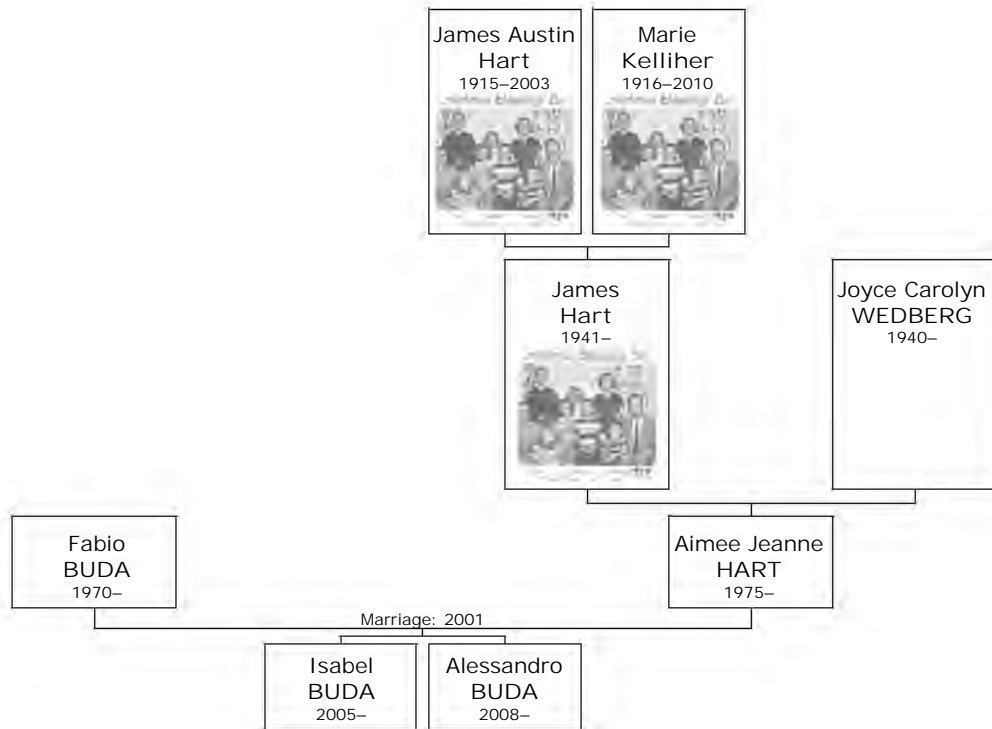 James Austin
Hart
1915–2003
Marie
Kelliher
1916–2010
James
Hart
1941–
Joyce Carolyn
WEDBERG
1940–
Fabio
BUDA
1970–
Aimee Jeanne
HART
1975–
Marriage: 2001
Isabel
BUDA
2005–
Alessandro
BUDA
2008–